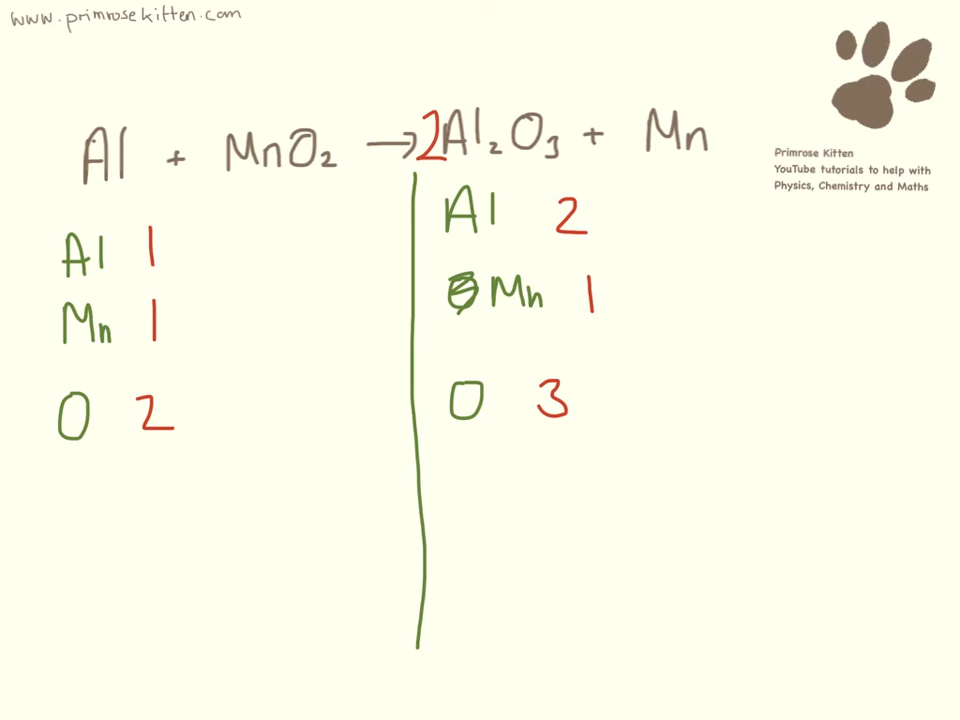 www.primrosekitten.com
Al + MnO₂ → 2Al₂O₃ + Mn
Primrose Kitten
YouTube tutorials to help with
Physics, Chemistry and Maths
Al 1
Mn 1
O 2
Al 2
Mn 1
O 3